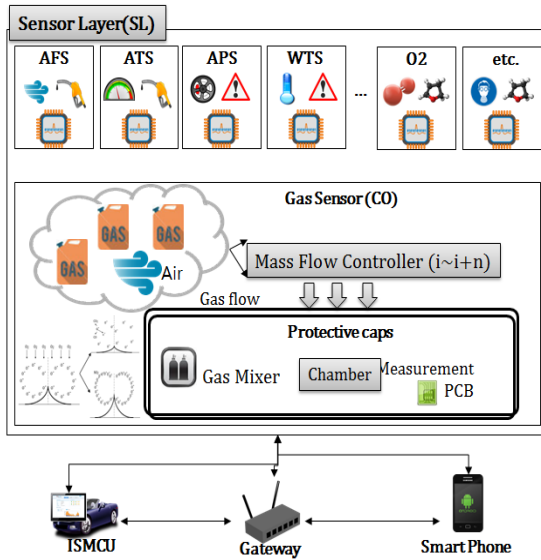 Sensor Layer(SL)
AFS
ATS
APS
WTS
...
O2
etc.
Gas Sensor(CO)
GAS
GAS
GAS
Air
Mass Flow Controller (i~i+n)
Gas flow
Protective caps
Gas Mixer
Chamber
Measurement
PCB
ISMCU
Gateway
Smart Phone